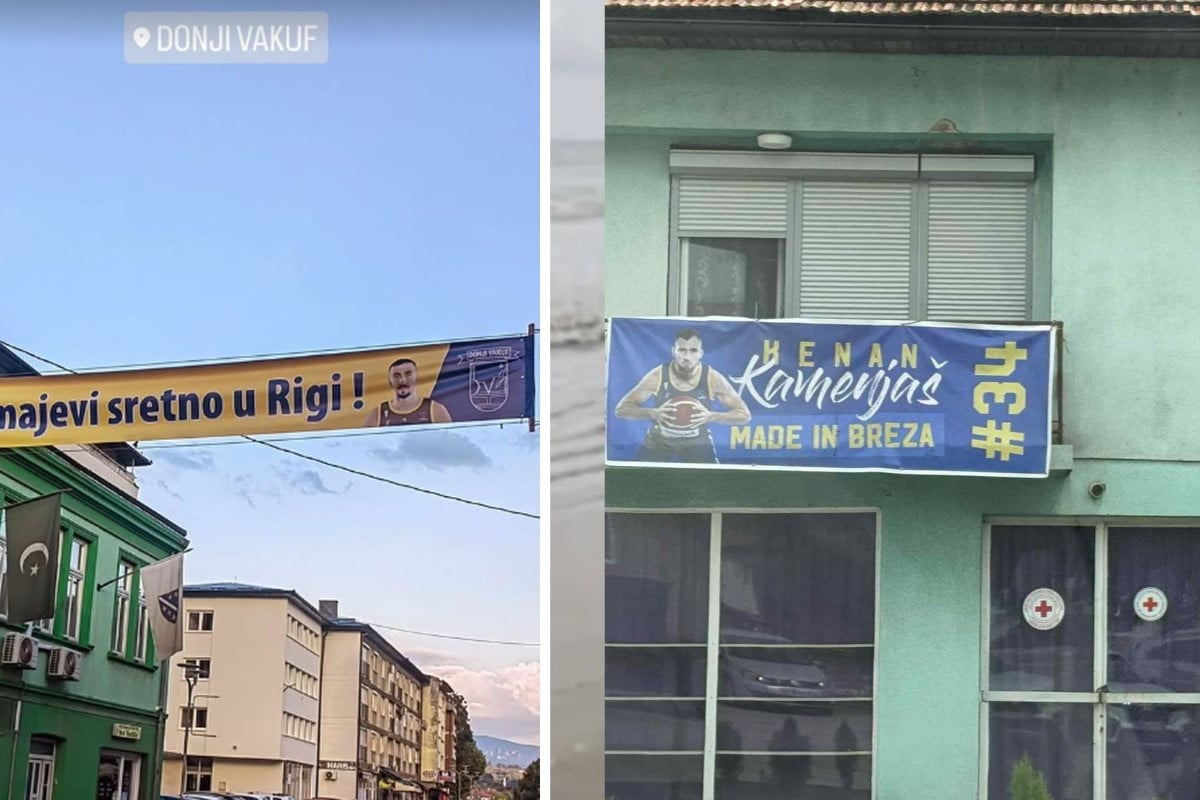 DONJI VAKUF
majevi sretno u Rigi !
DONJI VAKUF
KENAN
Kamenjaš
MADE IN BREZA
#34